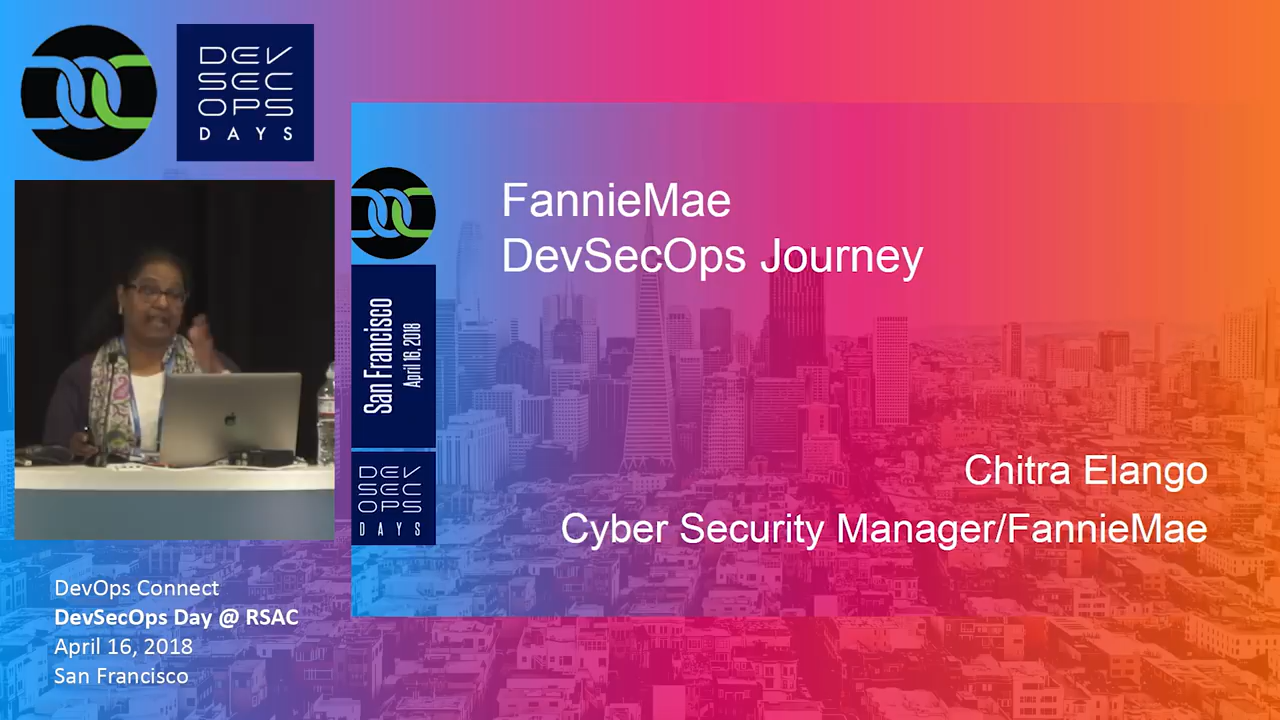 DEV
SEC
OPS
DAYS
FannieMae
DevSecOps Journey
San Francisco
April 16, 2018
DEV
SEC
OPS
DAYS
Chitra Elango
Cyber Security Manager/FannieMae
DevOps Connect
DevSecOps Day @ RSAC
April 16, 2018
San Francisco